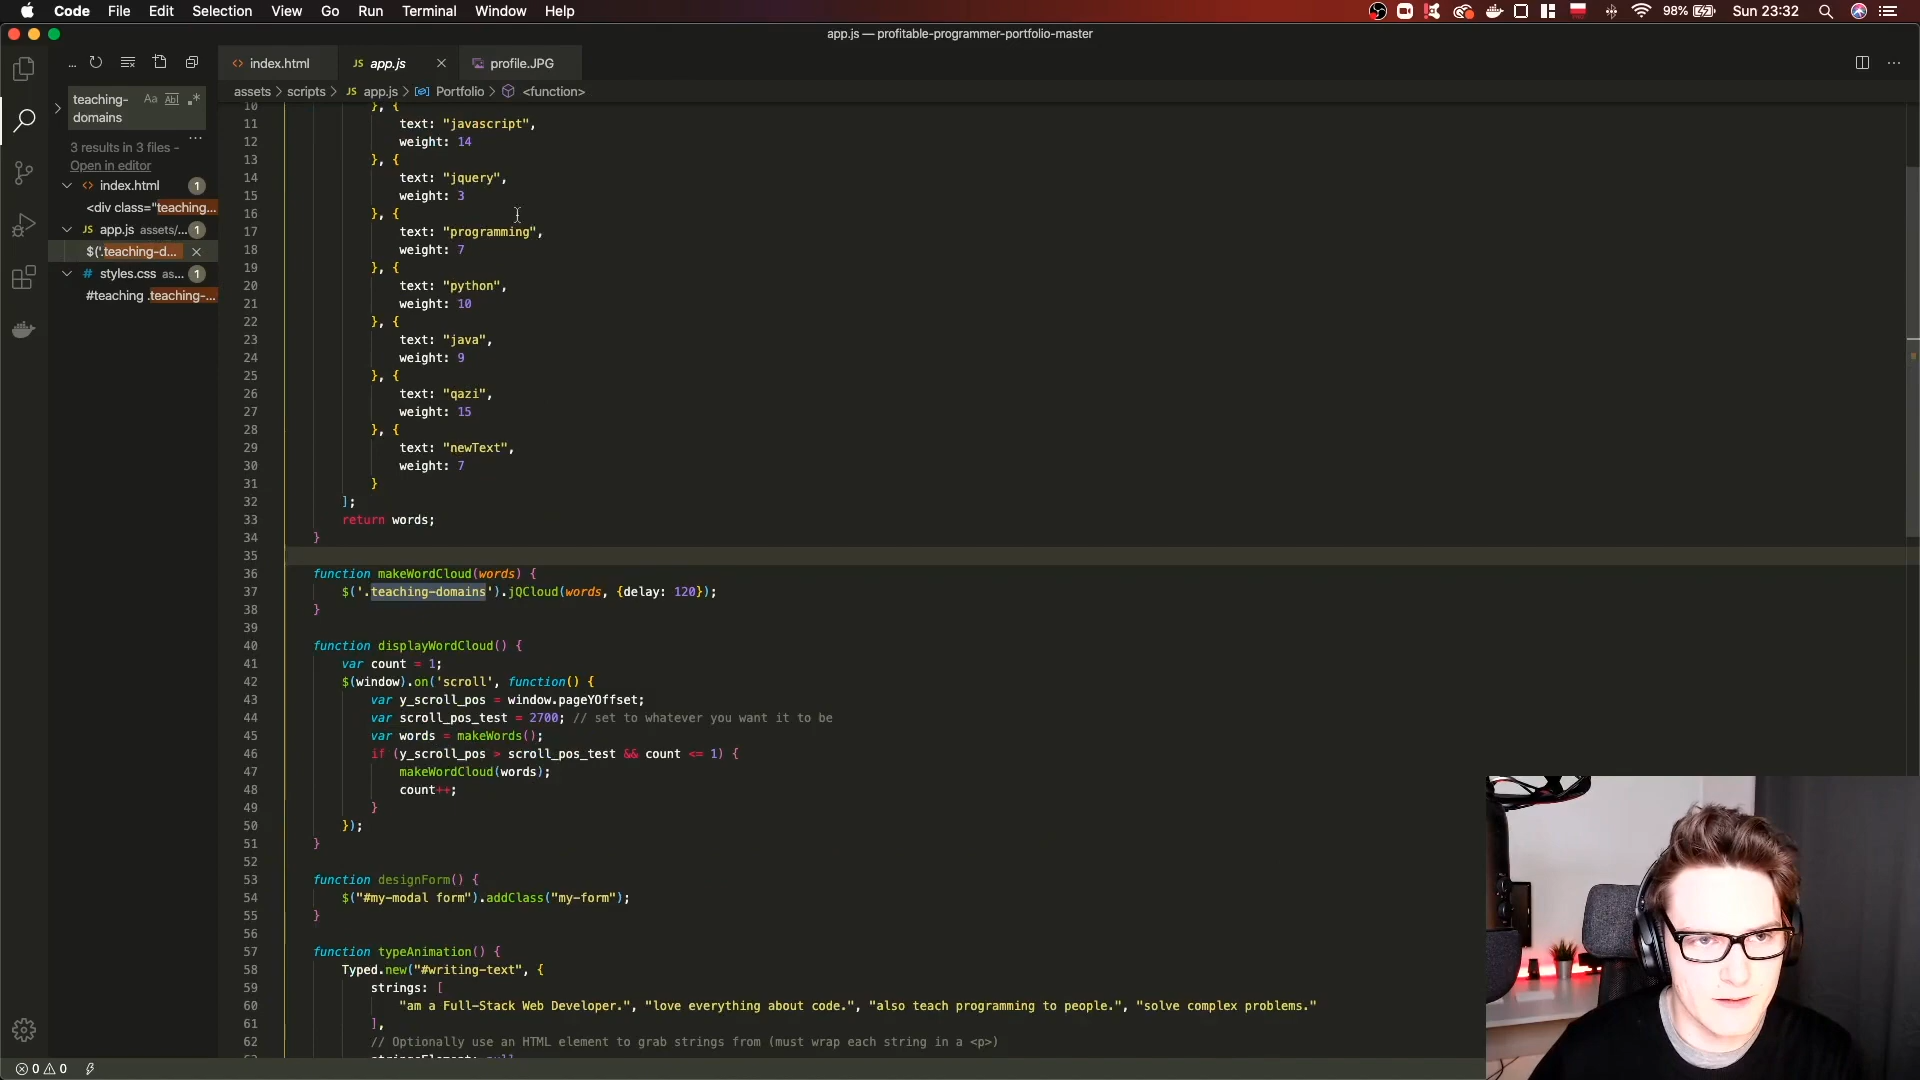 Code File Edit Selection View Go Run Terminal Window Help 98% Sun 23:32
app.js — profitable-programmer-portfolio-master
... index.html JS app.js profile.JPG ...
assets > scripts > JS app.js > Portfolio > <function>
teaching-
domains
Aa Ab| .*
...
3 results in 3 files -
Open in editor
index.html 1
<div class="teaching...
JS app.js assets/... 1
$('.teaching-d...
# styles.css as... 1
#teaching .teaching-...
10 }, {
11 text: "javascript",
12 weight: 14
13 }, {
14 text: "jquery",
15 weight: 3
16 }, {
17 text: "programming",
18 weight: 7
19 }, {
20 text: "python",
21 weight: 10
22 }, {
23 text: "java",
24 weight: 9
25 }, {
26 text: "qazi",
27 weight: 15
28 }, {
29 text: "newText",
30 weight: 7
31 }
32 ];
33 return words;
34 }
35
36 function makeWordCloud(words) {
37 $('.teaching-domains').jQCloud(words, {delay: 120});
38 }
39
40 function displayWordCloud() {
41 var count = 1;
42 $(window).on('scroll', function() {
43 var y_scroll_pos = window.pageYOffset;
44 var scroll_pos_test = 2700; // set to whatever you want it to be
45 var words = makeWords();
46 if (y_scroll_pos > scroll_pos_test && count <= 1) {
47 makeWordCloud(words);
48 count++;
49 }
50 });
51 }
52
53 function designForm() {
54 $("#my-modal form").addClass("my-form");
55 }
56
57 function typeAnimation() {
58 Typed.new("#writing-text", {
59 strings: [
60 "am a Full-Stack Web Developer.", "love everything about code.", "also teach programming to people.", "solve complex problems."
61 ],
62 // Optionally use an HTML element to grab strings from (must wrap each string in a <p>)
0 0